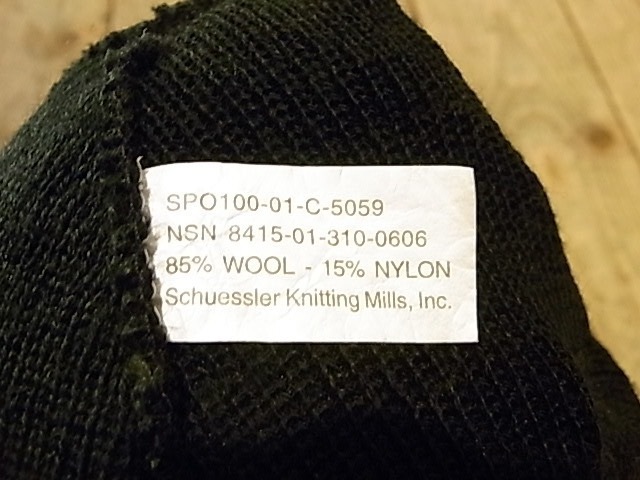 SPO100-01-C-5059
NSN 8415-01-310-0606
85% WOOL - 15% NYLON
Schuessler Knitting Mills, Inc.